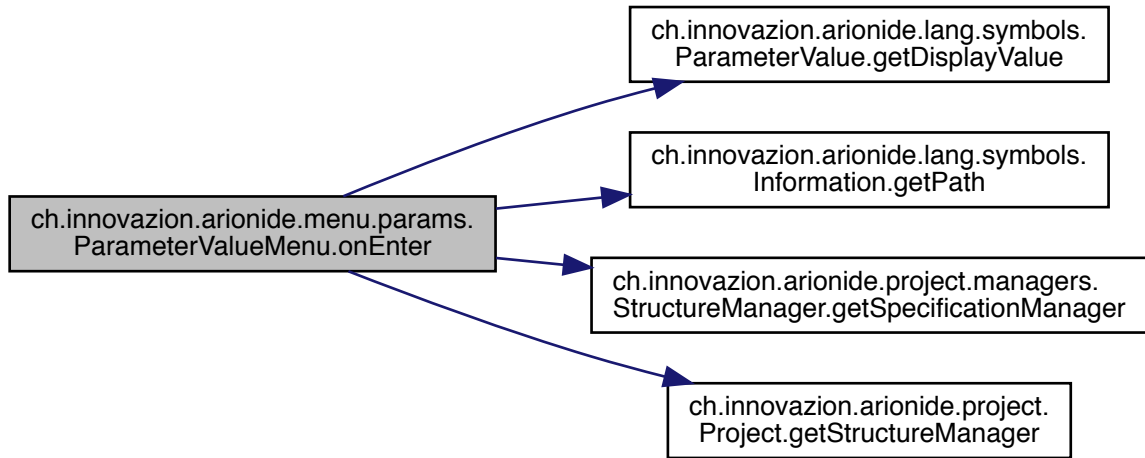 ch.innovazion.arionide.lang.symbols.
ParameterValue.getDisplayValue
ch.innovazion.arionide.lang.symbols.
Information.getPath
ch.innovazion.arionide.menu.params.
ParameterValueMenu.onEnter
ch.innovazion.arionide.project.managers.
StructureManager.getSpecificationManager
ch.innovazion.arionide.project.
Project.getStructureManager